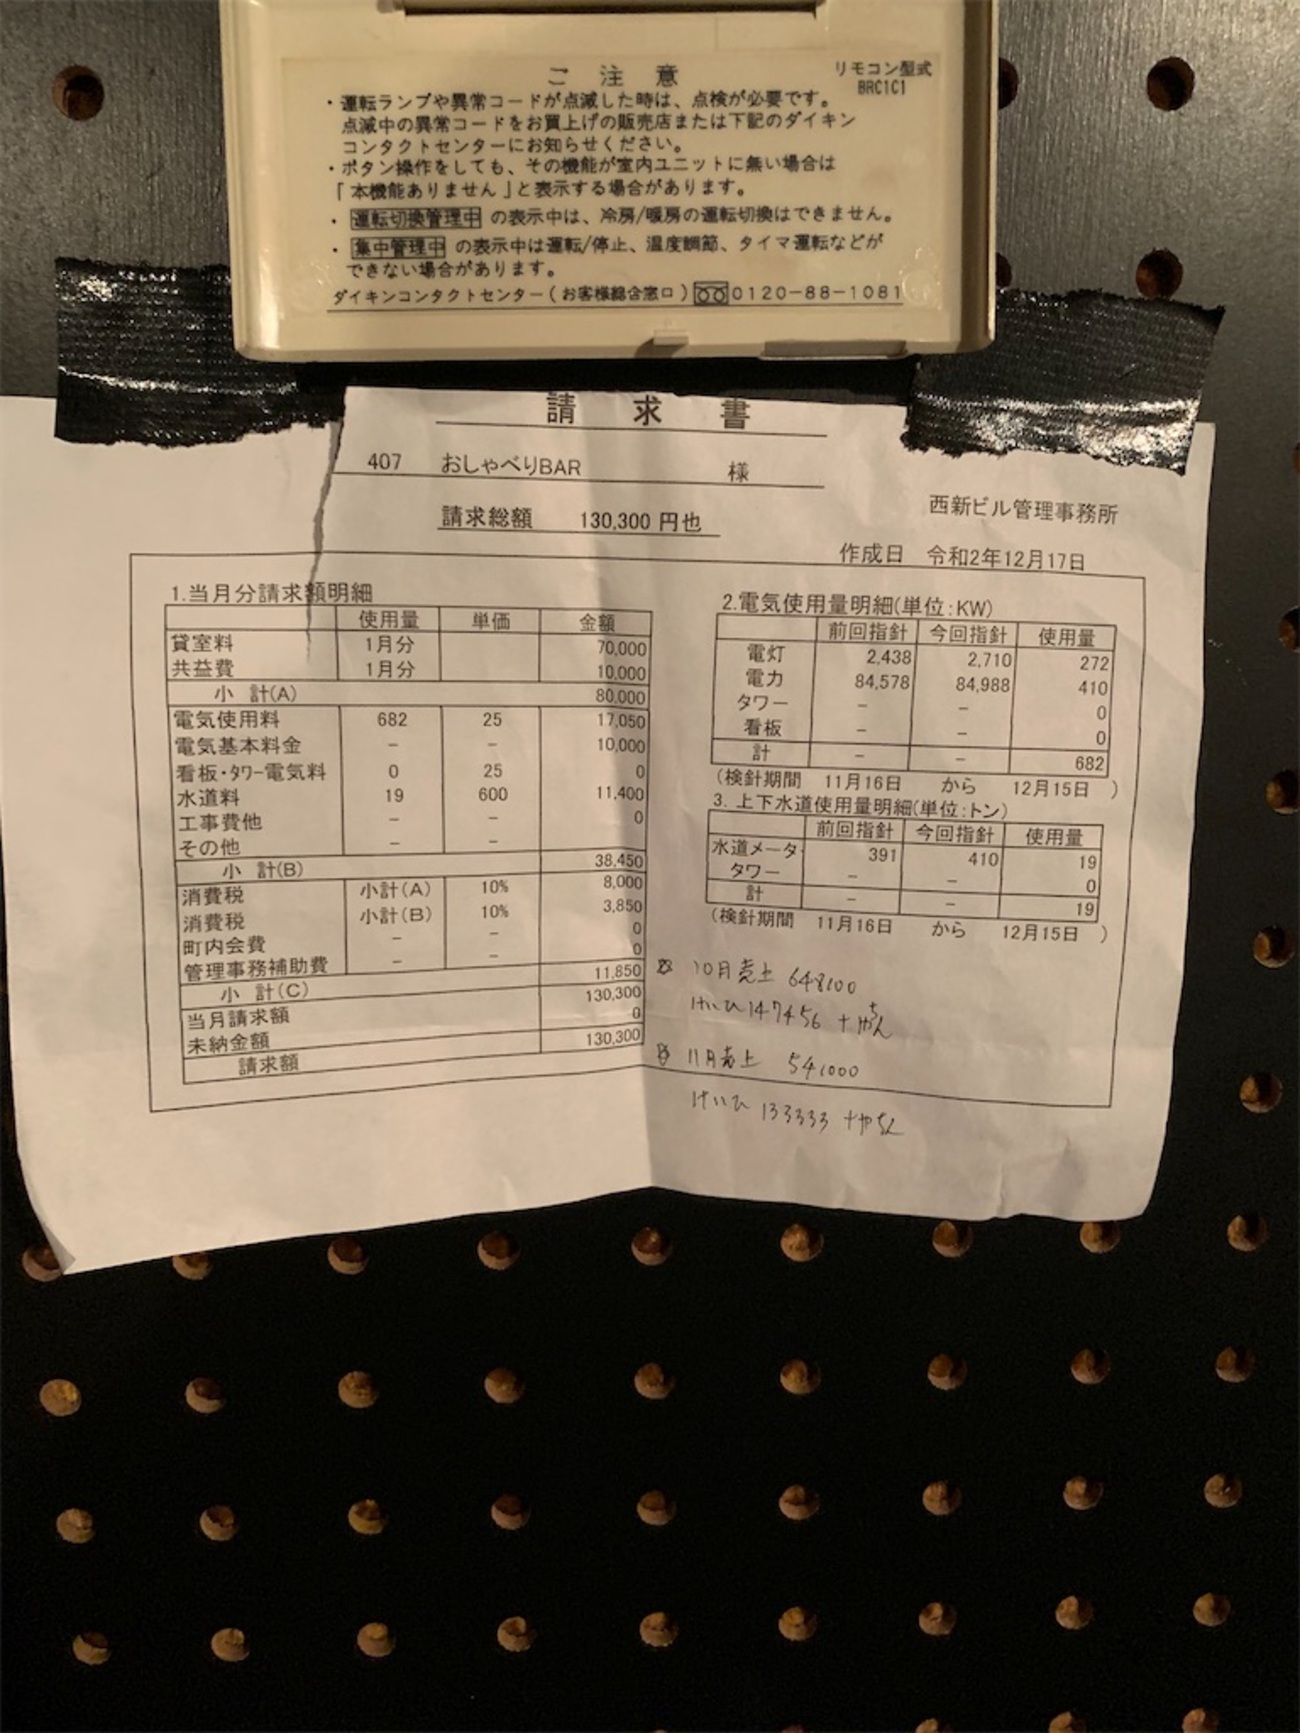 ご 注 意
リモコン型式
BRC1C1
・運転ランプや異常コードが点滅した時は、点検が必要です。
点滅中の異常コードをお買上げの販売店または下記のダイキン
コンタクトセンターにお知らせください。
・ボタン操作をしても、その機能が室内ユニットに無い場合は
「本機能ありません」と表示する場合があります。
・運転切換管理中 の表示中は、冷房/暖房の運転切換はできません。
・集中管理中 の表示中は運転/停止、温度調節、タイマ運転などが
できない場合があります。
ダイキンコンタクトセンター(お客様総合窓口) 0120-88-1081
請 求 書
407 おしゃべりBAR 様
西新ビル管理事務所
請求総額 130,300 円也
作成日 令和2年12月17日
1.当月分請求額明細
使用量 単価 金額
貸室料 1月分 70,000
共益費 1月分 10,000
小 計(A) 80,000
電気使用料 682 25 17,050
電気基本料金 － － 10,000
看板・タワー電気料 0 25 0
水道料 19 600 11,400
工事費他 － － 0
その他 － －
小 計(B) 38,450
消費税 小計(A) 10% 8,000
消費税 小計(B) 10% 3,850
町内会費 － － 0
管理事務補助費 － － 0
小 計(C) 11,850
当月請求額 130,300
未納金額 0
請求額 130,300
2.電気使用量明細(単位:KW)
前回指針 今回指針 使用量
電灯 2,438 2,710 272
電力 84,578 84,988 410
タワー － － 0
看板 － － 0
計 － － 682
(検針期間 11月16日 から 12月15日 )
3. 上下水道使用量明細(単位:トン)
前回指針 今回指針 使用量
水道メータ 391 410 19
タワー － － 0
計 － － 19
(検針期間 11月16日 から 12月15日 )
10月売上 648100
けいひ 147456 +やちん
11月売上 541000
けいひ 133333 +やちん